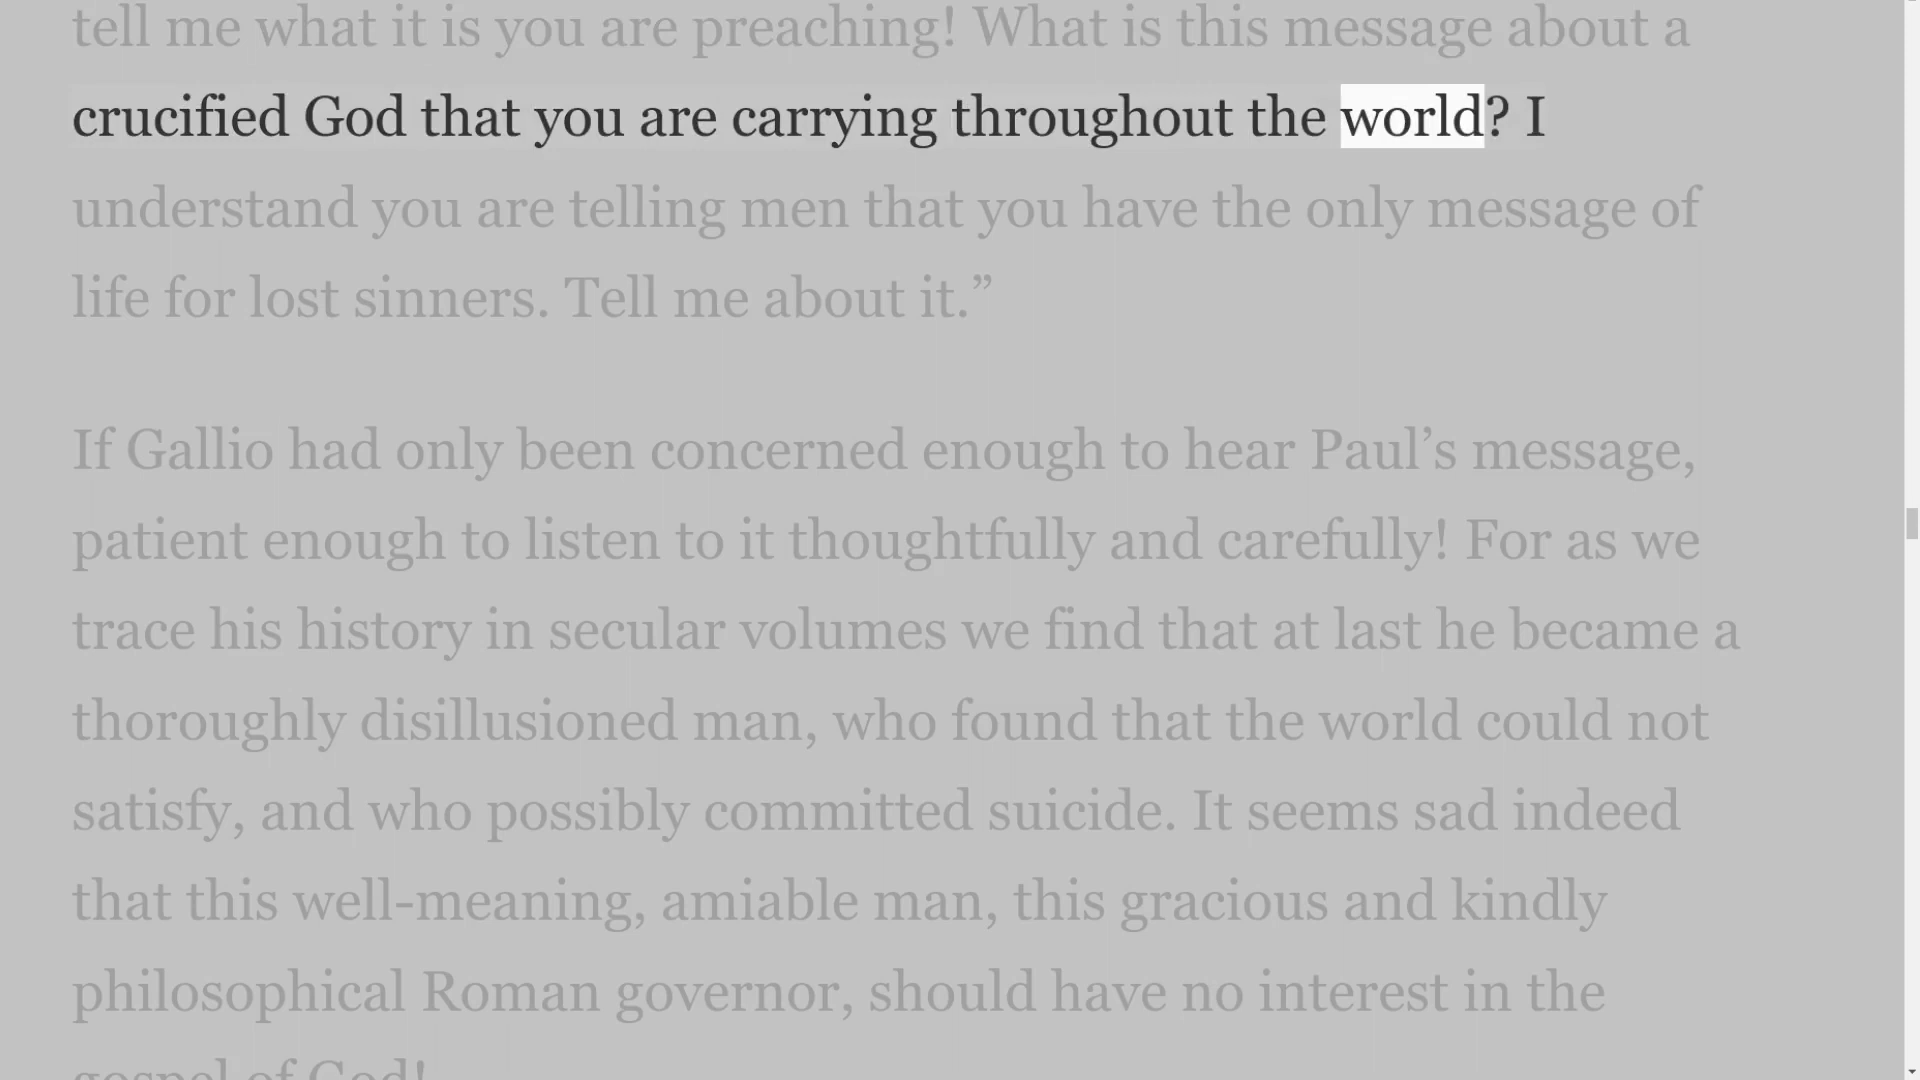 tell me what it is you are preaching! What is this message about a
crucified God that you are carrying throughout the world? I
understand you are telling men that you have the only message of
life for lost sinners. Tell me about it.”
If Gallio had only been concerned enough to hear Paul’s message,
patient enough to listen to it thoughtfully and carefully! For as we
trace his history in secular volumes we find that at last he became a
thoroughly disillusioned man, who found that the world could not
satisfy, and who possibly committed suicide. It seems sad indeed
that this well-meaning, amiable man, this gracious and kindly
philosophical Roman governor, should have no interest in the
gospel of God!